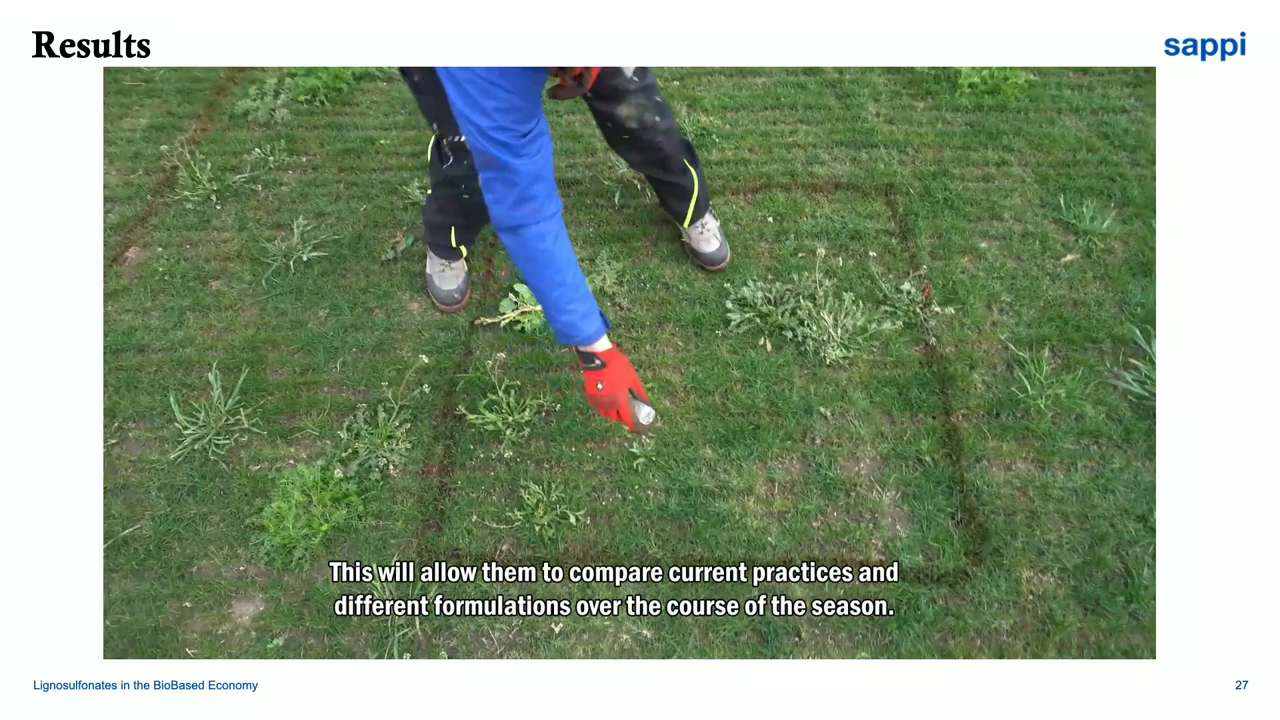 Results
sappi
This will allow them to compare current practices and
different formulations over the course of the season.
Lignosulfonates in the BioBased Economy
27